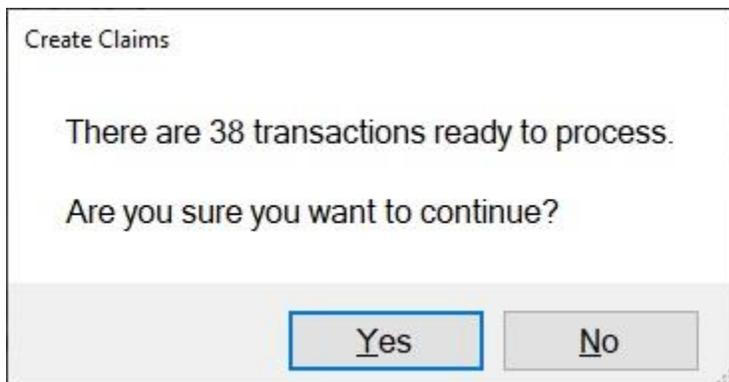 Create Claims
There are 38 transactions ready to process.
Are you sure you want to continue?
Yes
No